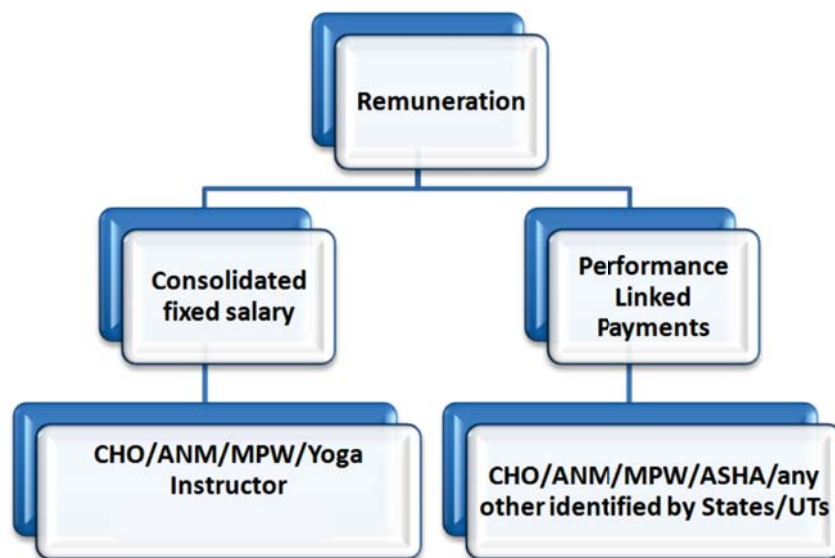 Remuneration
Consolidated
fixed salary
Performance
Linked
Payments
CHO/ANM/MPW/Yoga
Instructor
CHO/ANM/MPW/ASHA/any
other identified by States/UTs